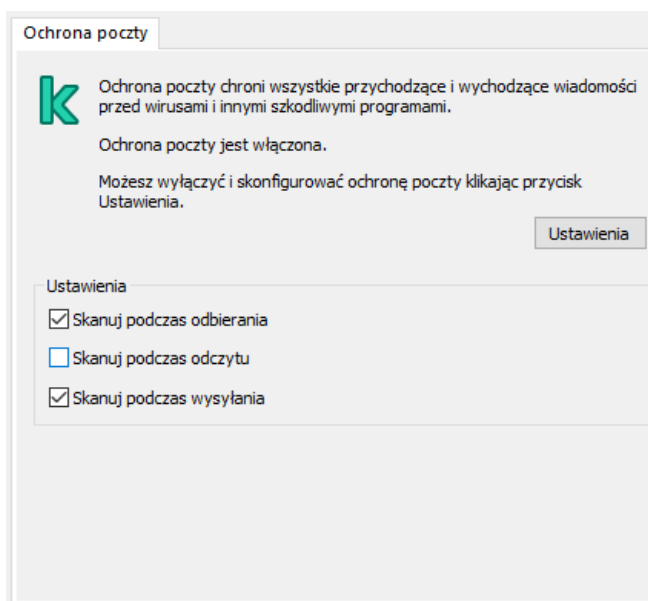 Ochrona poczty
Ochrona poczty chroni wszystkie przychodzące i wychodzące wiadomości
przed wirusami i innymi szkodliwymi programami.
Ochrona poczty jest włączona.
Możesz wyłączyć i skonfigurować ochronę poczty klikając przycisk
Ustawienia.
Ustawienia
Ustawienia
Skanuj podczas odbierania
Skanuj podczas odczytu
Skanuj podczas wysyłania